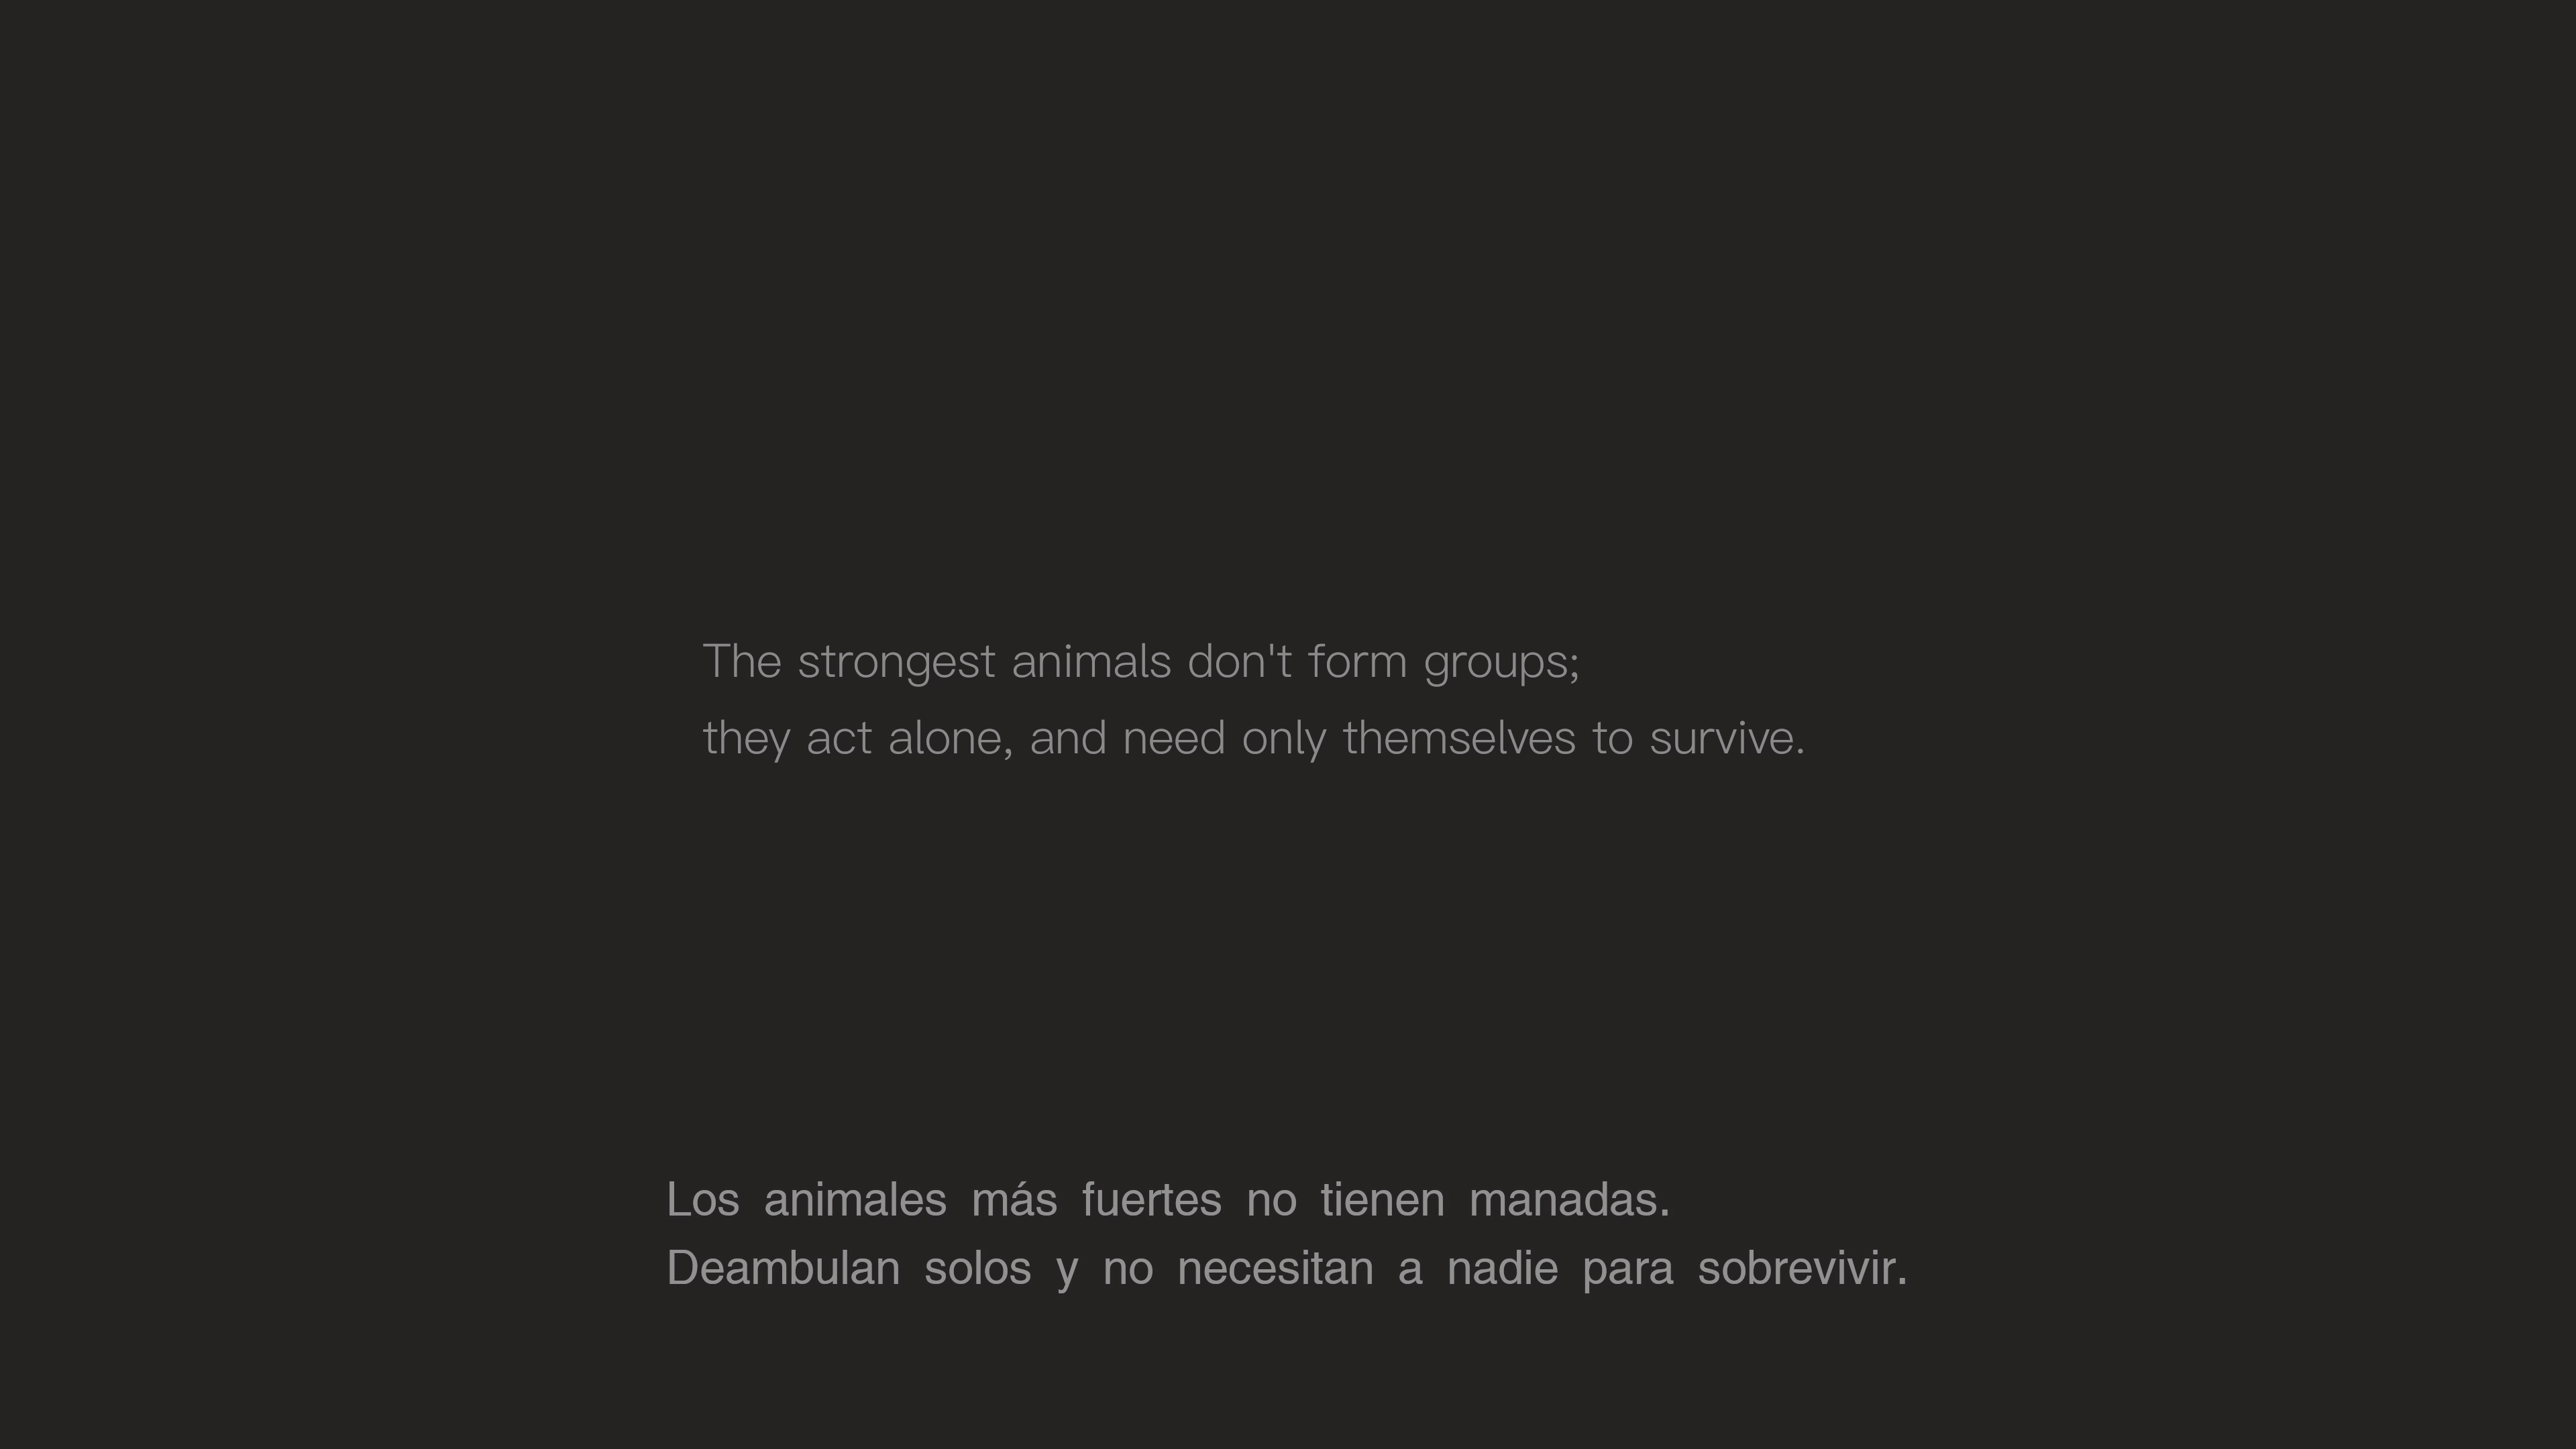 The strongest animals don't form groups;
they act alone, and need only themselves to survive.
Los animales más fuertes no tienen manadas.
Deambulan solos y no necesitan a nadie para sobrevivir.